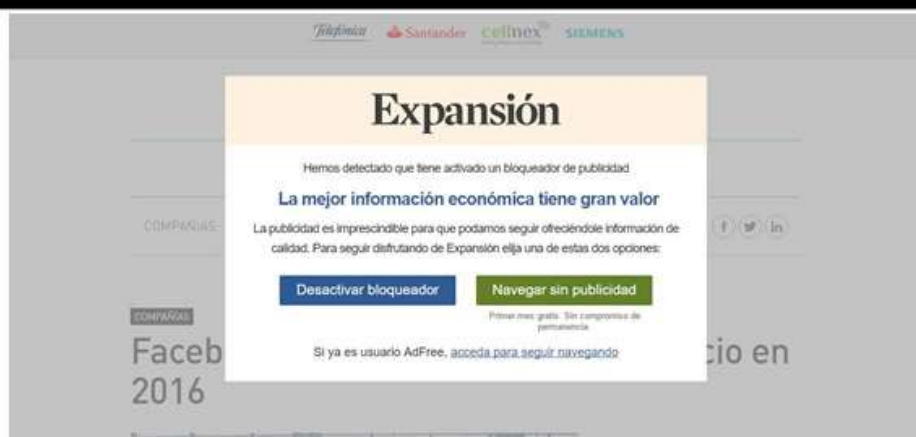 Telefónica Santander cellnex SIEMENS
Expansión
Hemos detectado que tiene activado un bloqueador de publicidad
La mejor información económica tiene gran valor
La publicidad es imprescindible para que podamos seguir ofreciéndole información de
calidad. Para seguir disfrutando de Expansión elija una de estas dos opciones:
COMPAÑIAS
f in
Desactivar bloqueador Navegar sin publicidad
Primer mes gratis. Sin compromiso de
permanencia
COMPAÑIAS
Si ya es usuario AdFree, acceda para seguir navegando
Faceb cio en
2016